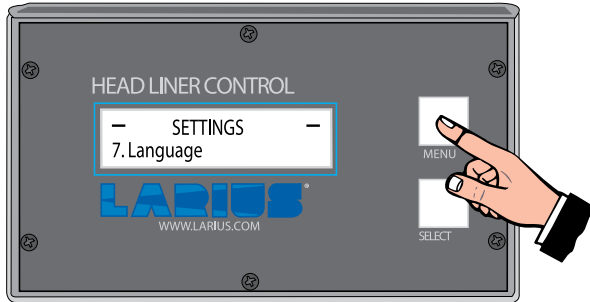 HEAD LINER CONTROL
– SETTINGS –
7. Language
LARIUS®
WWW.LARIUS.COM
MENU
SELECT